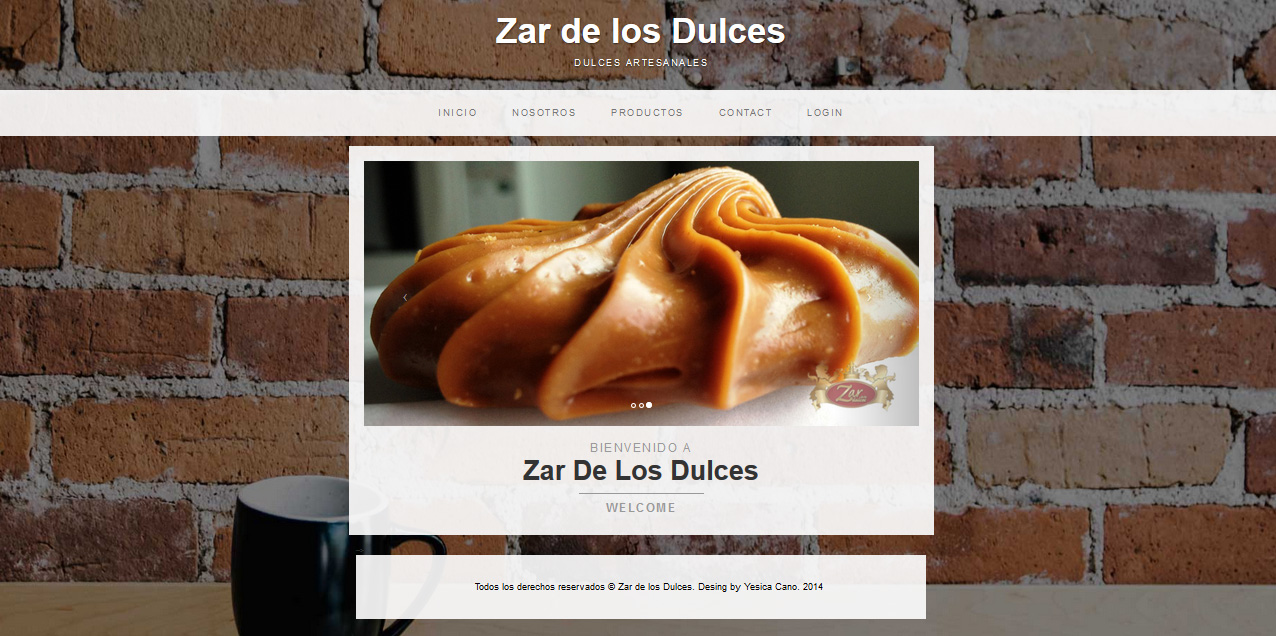 Zar de los Dulces
DULCES ARTESANALES
INICIO NOSOTROS PRODUCTOS CONTACT LOGIN
Zar
BIENVENIDO A
Zar De Los Dulces
WELCOME
Todos los derechos reservados © Zar de los Dulces. Desing by Yesica Cano. 2014